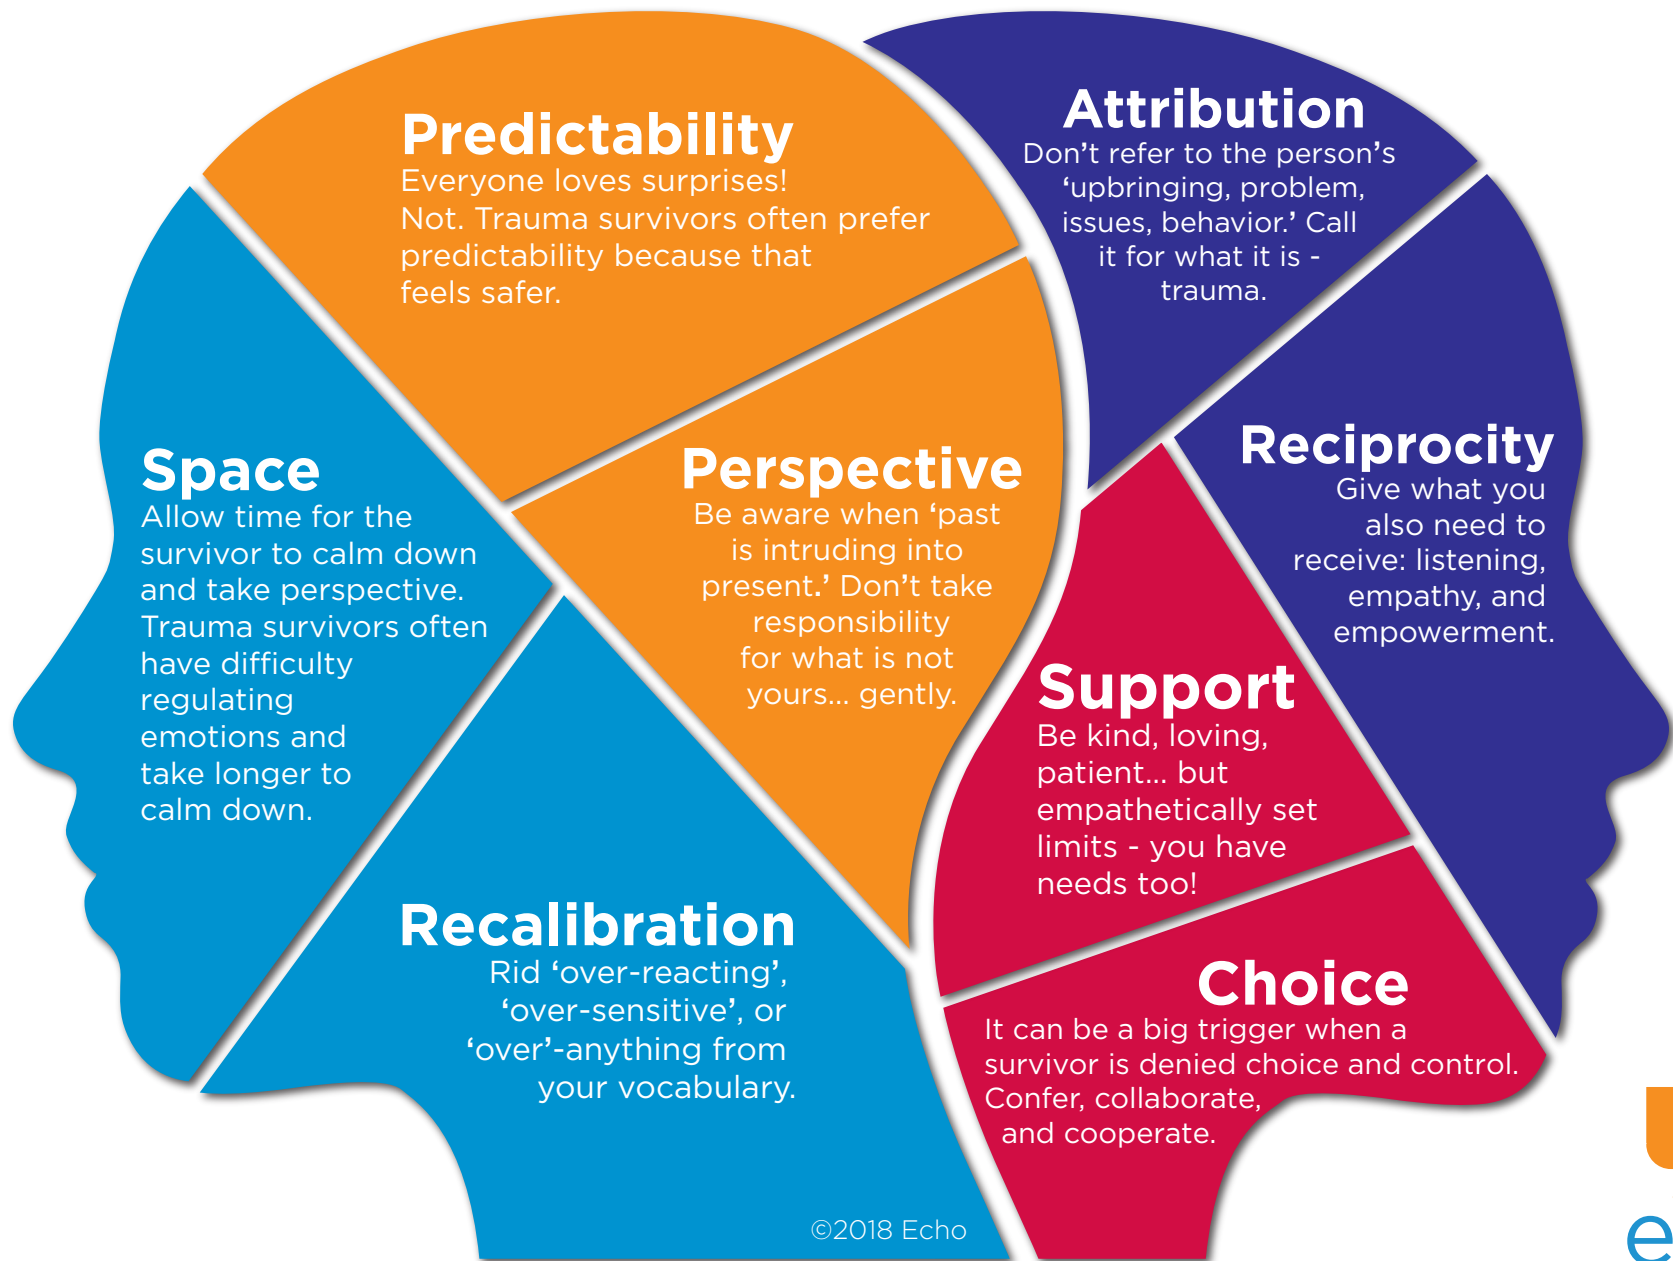 Predictability
Everyone loves surprises!
Not. Trauma survivors often prefer
predictability because that
feels safer.
Attribution
Don't refer to the person's
'upbringing, problem,
issues, behavior.' Call
it for what it is -
trauma.
Space
Allow time for the
survivor to calm down
and take perspective.
Trauma survivors often
have difficulty
regulating
emotions and
take longer to
calm down.
Perspective
Be aware when 'past
is intruding into
present.' Don't take
responsibility
for what is not
yours... gently.
Reciprocity
Give what you
also need to
receive: listening,
empathy, and
empowerment.
Support
Be kind, loving,
patient... but
empathetically set
limits - you have
needs too!
Recalibration
Rid 'over-reacting',
'over-sensitive', or
'over'-anything from
your vocabulary.
Choice
It can be a big trigger when a
survivor is denied choice and control.
Confer, collaborate,
and cooperate.
©2018 Echo
e